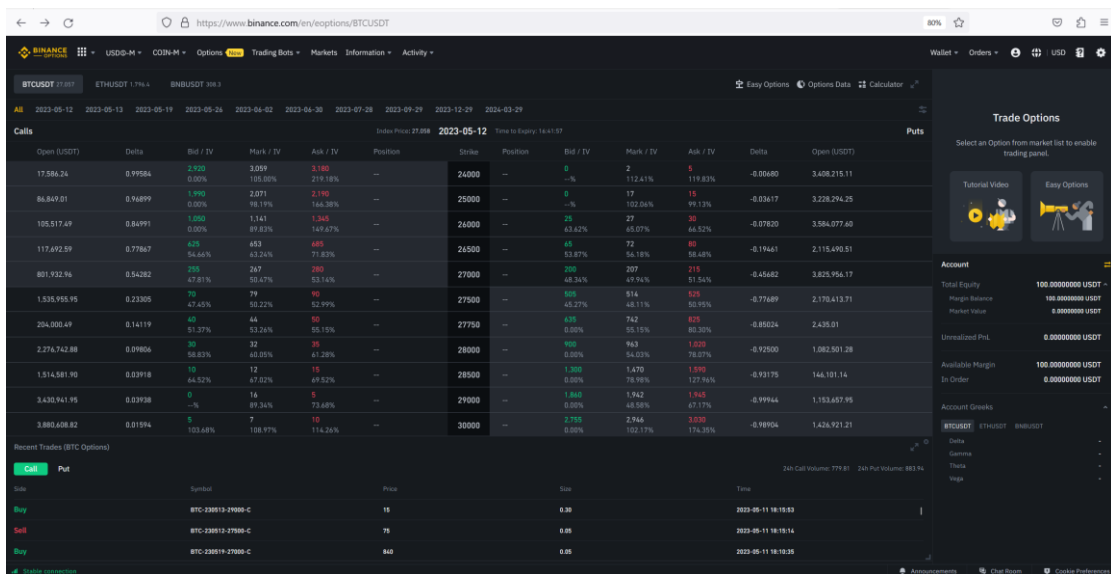 https://www.binance.com/en/eoptions/BTCUSDT 80%
BINANCE OPTIONS USDⓈ-M COIN-M Options New Trading Bots Markets Information Activity Wallet Orders USD
BTCUSDT 27,057 ETHUSDT 1,796.4 BNBUSDT 308.3 Easy Options Options Data Calculator
All 2023-05-12 2023-05-13 2023-05-19 2023-05-26 2023-06-02 2023-06-30 2023-07-28 2023-09-29 2023-12-29 2024-03-29
Calls Index Price: 27,058 2023-05-12 Time to Expiry: 16:41:57 Puts
Open (USDT) Delta Bid / IV Mark / IV Ask / IV Position Strike Position Bid / IV Mark / IV Ask / IV Delta Open (USDT)
17,586.24 0.99584 2,920 3,059 3,180 -- 24000 -- 0 2 5 -0.00680 3,408,215.11
0.00% 105.00% 219.18% --% 112.41% 119.83%
86,849.01 0.96899 1,990 2,071 2,190 -- 25000 -- 0 17 15 -0.03617 3,228,294.25
0.00% 98.19% 166.38% --% 102.06% 99.13%
105,517.49 0.84991 1,050 1,141 1,345 -- 26000 -- 25 27 30 -0.07820 3,584,077.60
0.00% 89.83% 149.67% 63.62% 65.07% 66.52%
117,692.59 0.77867 625 653 685 -- 26500 -- 65 72 80 -0.19461 2,115,490.51
54.66% 63.24% 71.83% 53.87% 56.18% 58.48%
801,932.96 0.54282 255 267 280 -- 27000 -- 200 207 215 -0.45682 3,825,956.17
47.81% 50.47% 53.14% 48.34% 49.94% 51.54%
1,535,955.95 0.23305 70 79 90 -- 27500 -- 505 514 525 -0.77689 2,170,413.71
47.45% 50.22% 52.99% 45.27% 48.11% 50.95%
204,000.49 0.14119 40 44 50 -- 27750 -- 635 742 825 -0.85024 2,435.01
51.37% 53.26% 55.15% 0.00% 55.15% 80.30%
2,276,742.88 0.09806 30 32 35 -- 28000 -- 900 963 1,020 -0.92500 1,082,501.28
58.83% 60.05% 61.28% 0.00% 54.03% 78.07%
1,514,581.90 0.03918 10 12 15 -- 28500 -- 1,300 1,470 1,590 -0.93175 146,101.14
64.52% 67.02% 69.52% 0.00% 78.98% 127.96%
3,430,941.95 0.03938 0 16 5 -- 29000 -- 1,860 1,942 1,945 -0.99944 1,153,657.95
--% 89.34% 73.68% 0.00% 48.58% 67.17%
3,880,608.82 0.01594 5 7 10 -- 30000 -- 2,755 2,946 3,030 -0.98904 1,426,921.21
103.68% 108.97% 114.26% 0.00% 102.17% 174.35%
Recent Trades (BTC Options)
Call Put 24h Call Volume: 779.81 24h Put Volume: 883.94
Side Symbol Price Size Time
Buy BTC-230513-29000-C 15 0.30 2023-05-11 18:15:53
Sell BTC-230512-27500-C 75 0.05 2023-05-11 18:15:14
Buy BTC-230519-27000-C 840 0.05 2023-05-11 18:10:35
Trade Options
Select an Option from market list to enable
trading panel.
Tutorial Video Easy Options
Account
Total Equity 100.00000000 USDT
Margin Balance 100.00000000 USDT
Market Value 0.00000000 USDT
Unrealized PnL 0.00000000 USDT
Available Margin 100.00000000 USDT
In Order 0.00000000 USDT
Account Greeks
BTCUSDT ETHUSDT BNBUSDT
Delta -
Gamma -
Theta -
Vega -
Stable connection Announcements Chat Room Cookie Preferences